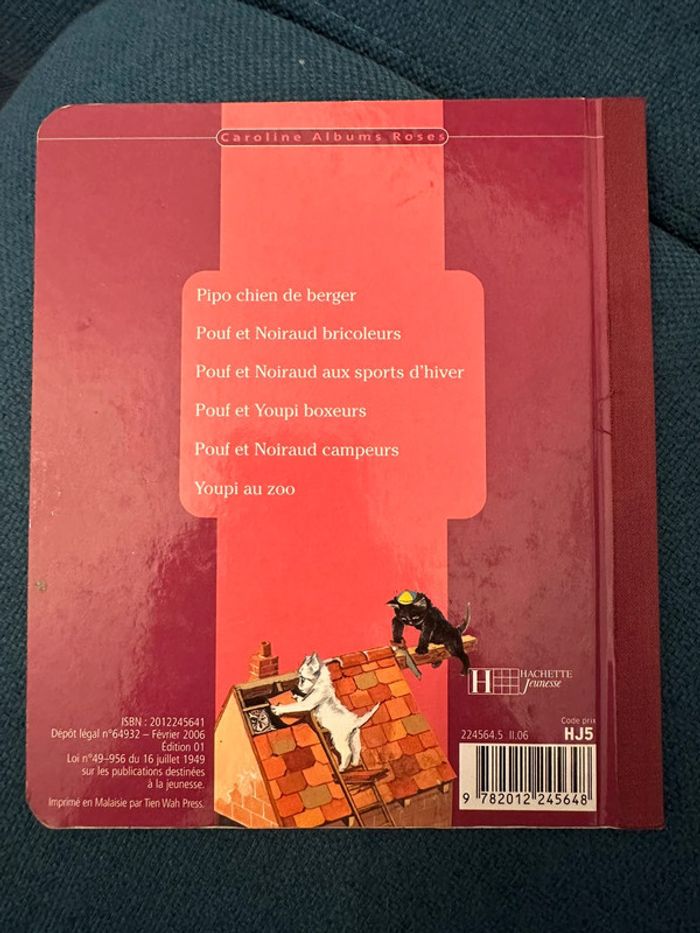 Caroline Albums Roses
Pipo chien de berger
Pouf et Noiraud bricoleurs
Pouf et Noiraud aux sports d'hiver
Pouf et Youpi boxeurs
Pouf et Noiraud campeurs
Youpi au zoo
ISBN : 2012245641
Dépôt légal n°64932 – Février 2006
Édition 01
Loi n°49–956 du 16 juillet 1949
sur les publications destinées
à la jeunesse.
Imprimé en Malaisie par Tien Wah Press.
H HACHETTE
Jeunesse
Code prix
224564.5 II.06 HJ5
9 782012 245648